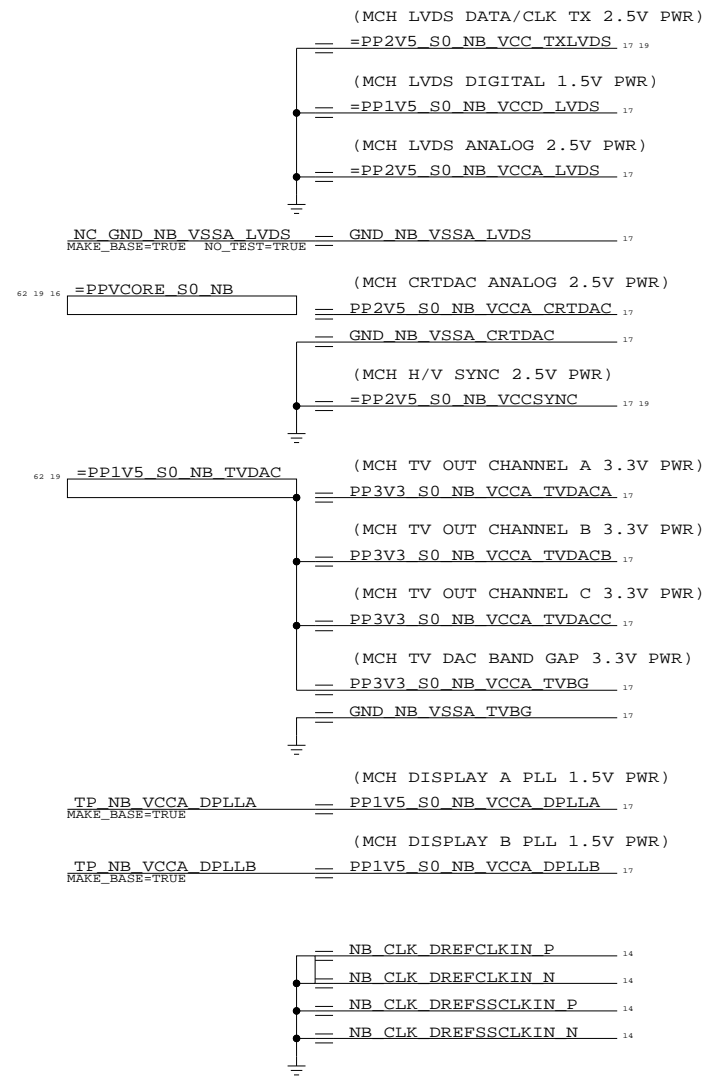 (MCH LVDS DATA/CLK TX 2.5V PWR)
=PP2V5_S0_NB_VCC_TXLVDS 17 19
(MCH LVDS DIGITAL 1.5V PWR)
=PP1V5_S0_NB_VCCD_LVDS 17
(MCH LVDS ANALOG 2.5V PWR)
=PP2V5_S0_NB_VCCA_LVDS 17
NC_GND_NB_VSSA_LVDS GND_NB_VSSA_LVDS 17
MAKE_BASE=TRUE NO_TEST=TRUE
(MCH CRTDAC ANALOG 2.5V PWR)
62 19 16 =PPVCORE_S0_NB
PP2V5_S0_NB_VCCA_CRTDAC 17
GND_NB_VSSA_CRTDAC 17
(MCH H/V SYNC 2.5V PWR)
=PP2V5_S0_NB_VCCSYNC 17 19
(MCH TV OUT CHANNEL A 3.3V PWR)
62 19 =PP1V5_S0_NB_TVDAC
PP3V3_S0_NB_VCCA_TVDACA 17
(MCH TV OUT CHANNEL B 3.3V PWR)
PP3V3_S0_NB_VCCA_TVDACB 17
(MCH TV OUT CHANNEL C 3.3V PWR)
PP3V3_S0_NB_VCCA_TVDACC 17
(MCH TV DAC BAND GAP 3.3V PWR)
PP3V3_S0_NB_VCCA_TVBG 17
GND_NB_VSSA_TVBG 17
(MCH DISPLAY A PLL 1.5V PWR)
TP_NB_VCCA_DPLLA PP1V5_S0_NB_VCCA_DPLLA 17
MAKE_BASE=TRUE
(MCH DISPLAY B PLL 1.5V PWR)
TP_NB_VCCA_DPLLB PP1V5_S0_NB_VCCA_DPLLB 17
MAKE_BASE=TRUE
NB_CLK_DREFCLKIN_P 14
NB_CLK_DREFCLKIN_N 14
NB_CLK_DREFSSCLKIN_P 14
NB_CLK_DREFSSCLKIN_N 14